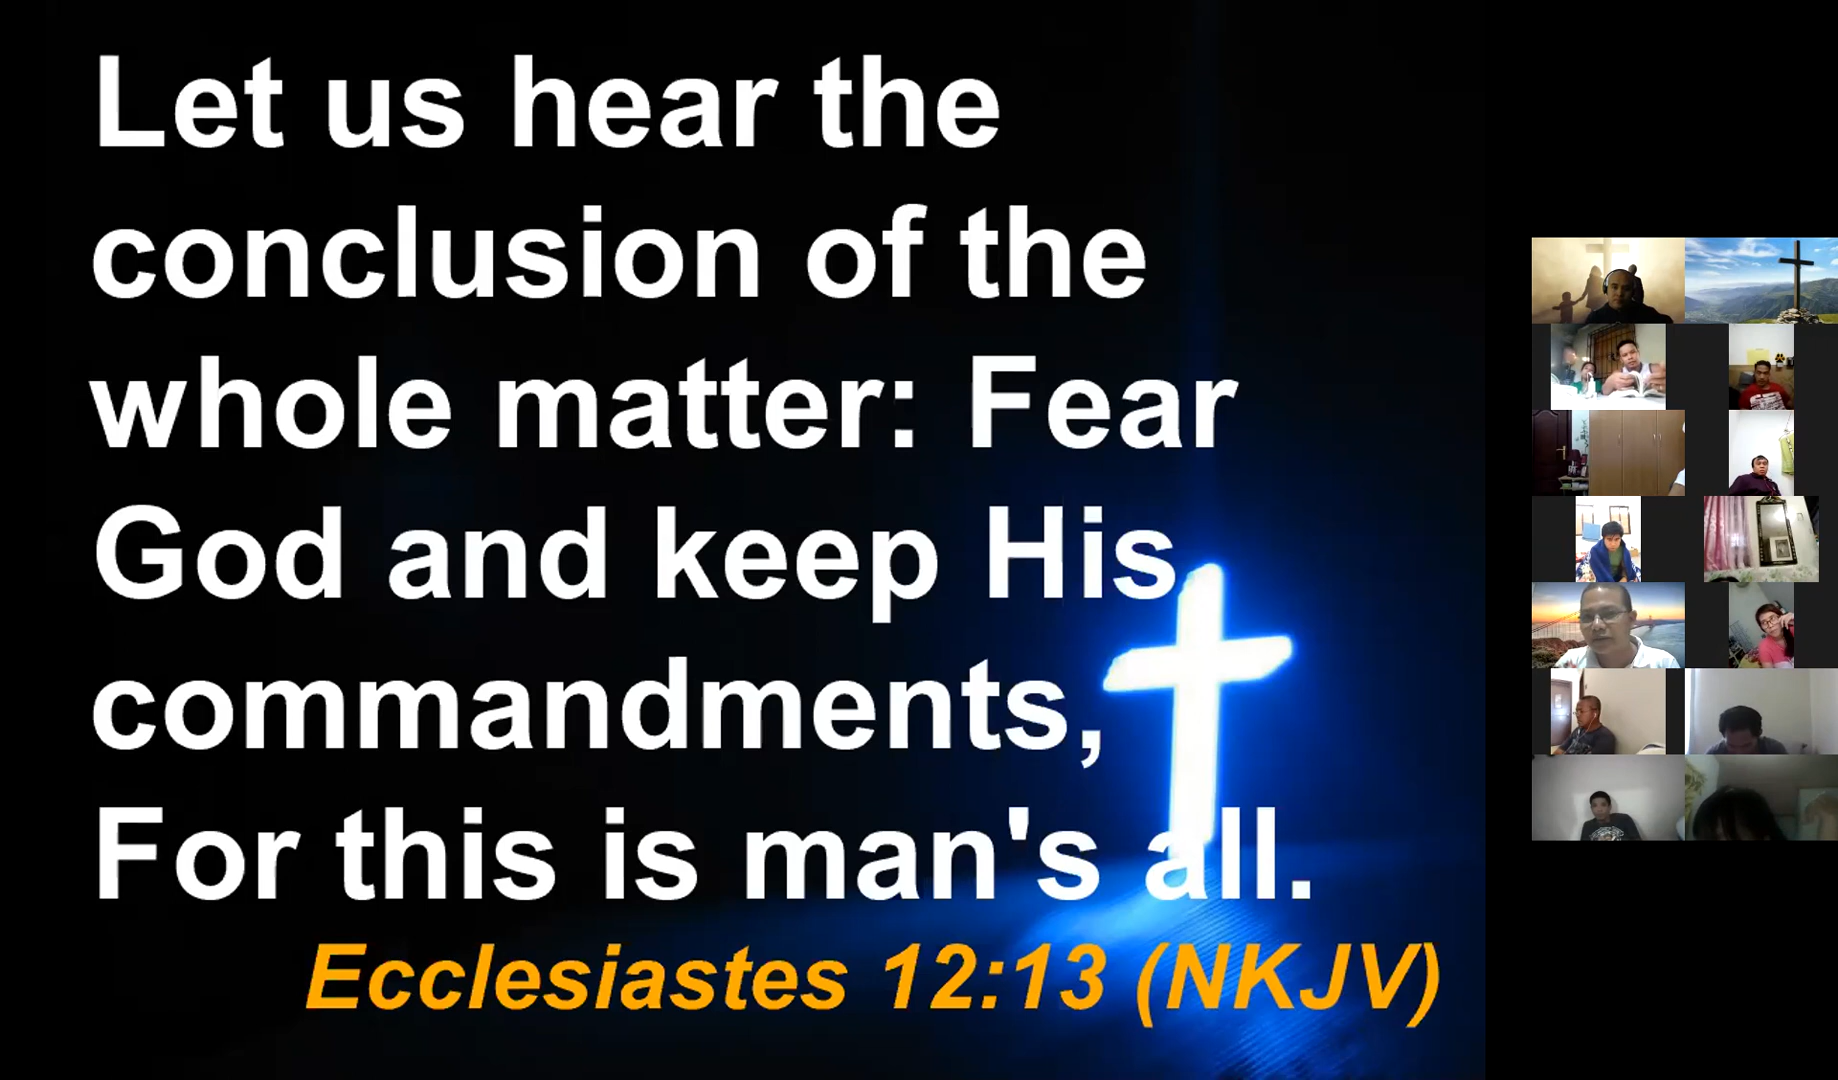 Let us hear the
conclusion of the
whole matter: Fear
God and keep His
commandments,
For this is man's all.
Ecclesiastes 12:13 (NKJV)